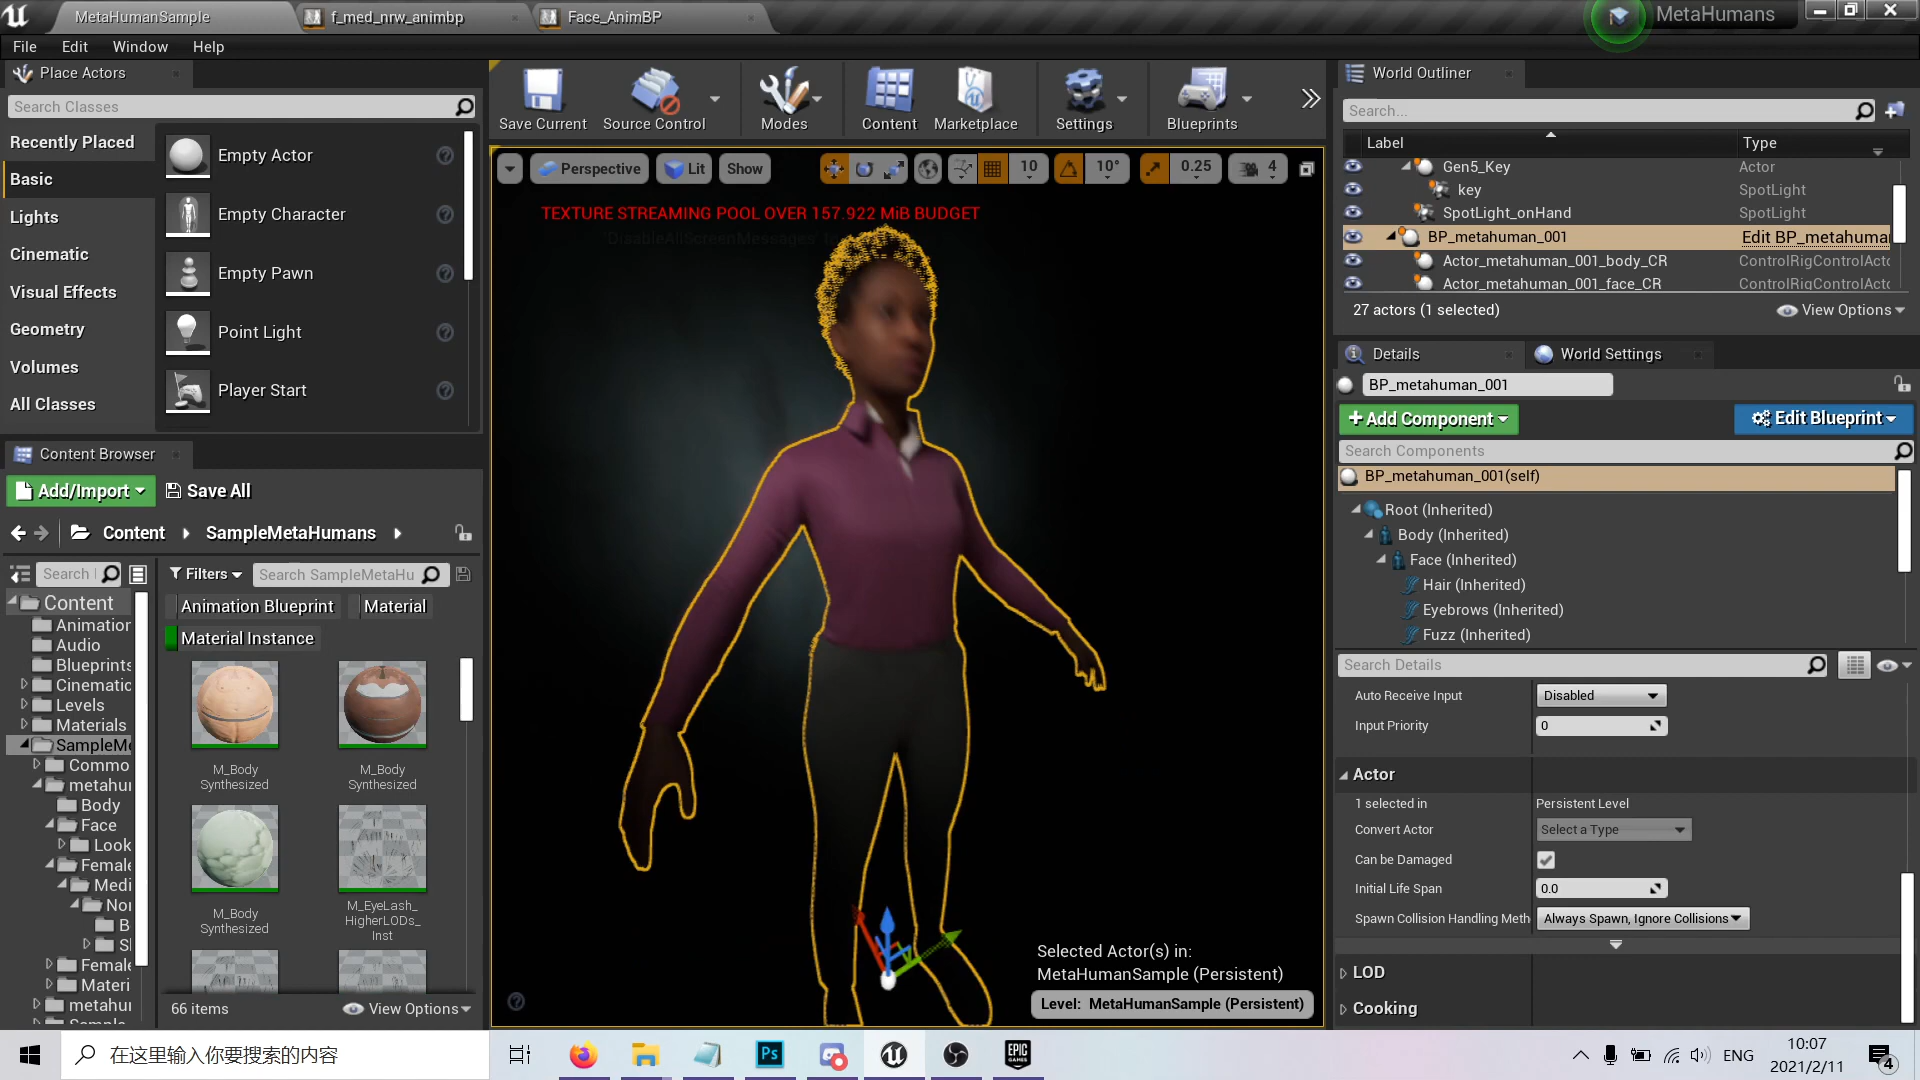 MetaHumanSample
f_med_nrw_animbp
Face_AnimBP
MetaHumans
File Edit Window Help
Place Actors
Search Classes
Recently Placed
Basic
Lights
Cinematic
Visual Effects
Geometry
Volumes
All Classes
Empty Actor
Empty Character
Empty Pawn
Point Light
Player Start
Content Browser
Add/Import
Save All
Content
SampleMetaHumans
Search
Filters
Search SampleMetaHu
Content
Animation
Audio
Blueprints
Cinematic
Levels
Materials
SampleMe
Commo
metahur
Body
Face
Look
Female
Medi
Nor
B
Female
Materi
metahur
Animation Blueprint
Material
Material Instance
M_Body
Synthesized
M_Body
Synthesized
M_Body
Synthesized
M_EyeLash_
HigherLODs_
Inst
66 items
View Options
Save Current
Source Control
Modes
Content
Marketplace
Settings
Blueprints
Perspective
Lit
Show
10
10°
0.25
4
TEXTURE STREAMING POOL OVER 157.922 MiB BUDGET
'DisableAllScreenMessages'
Selected Actor(s) in:
MetaHumanSample (Persistent)
Level: MetaHumanSample (Persistent)
World Outliner
Search...
Label Type
Gen5_Key Actor
key SpotLight
SpotLight_onHand SpotLight
BP_metahuman_001 Edit BP_metahuman
Actor_metahuman_001_body_CR ControlRigControlActo
Actor_metahuman_001_face_CR ControlRigControlActo
27 actors (1 selected)
View Options
Details
World Settings
BP_metahuman_001
Add Component
Edit Blueprint
Search Components
BP_metahuman_001(self)
Root (Inherited)
Body (Inherited)
Face (Inherited)
Hair (Inherited)
Eyebrows (Inherited)
Fuzz (Inherited)
Search Details
Auto Receive Input Disabled
Input Priority 0
Actor
1 selected in Persistent Level
Convert Actor Select a Type
Can be Damaged
Initial Life Span 0.0
Spawn Collision Handling Meth Always Spawn, Ignore Collisions
LOD
Cooking
在这里输入你要搜索的内容
Ps
EPIC
GAMES
ENG
10:07
2021/2/11
4